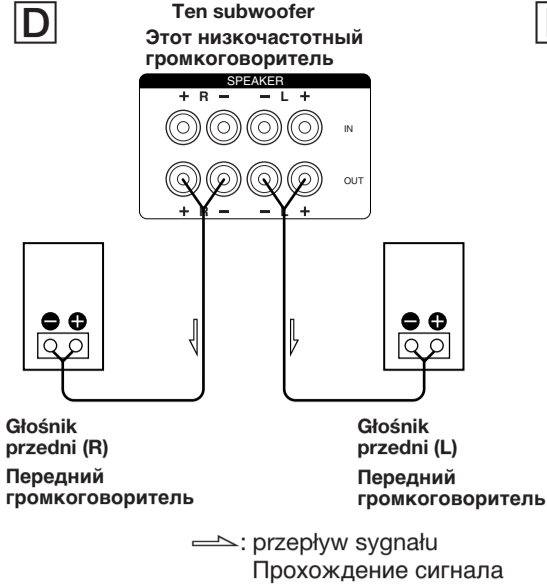 D
Ten subwoofer
Этот низкочастотный
громкоговоритель
SPEAKER
+ R − − L +
IN
OUT
+ R − − L +
− +
− +
Głośnik
przedni (R)
Передний
громкоговоритель
Głośnik
przedni (L)
Передний
громкоговоритель
: przepływ sygnału
Прохождение сигнала